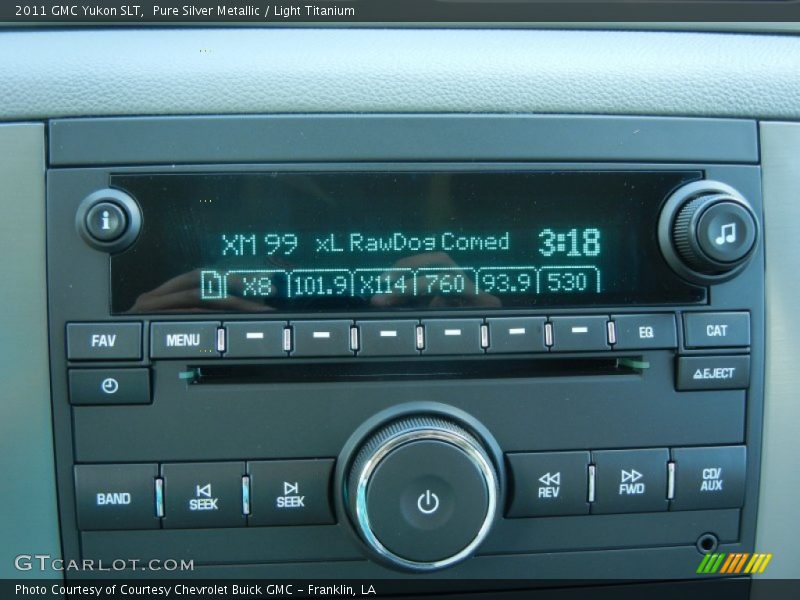 2011 GMC Yukon SLT,  Pure Silver Metallic / Light Titanium
XM 99  xL RawDog Comed  3:18
X8 101.9 X114 760 93.9 530
FAV MENU EQ CAT
EJECT
BAND SEEK SEEK REV FWD CD/AUX
GTCARLOT.COM
Photo Courtesy of Courtesy Chevrolet Buick GMC - Franklin, LA